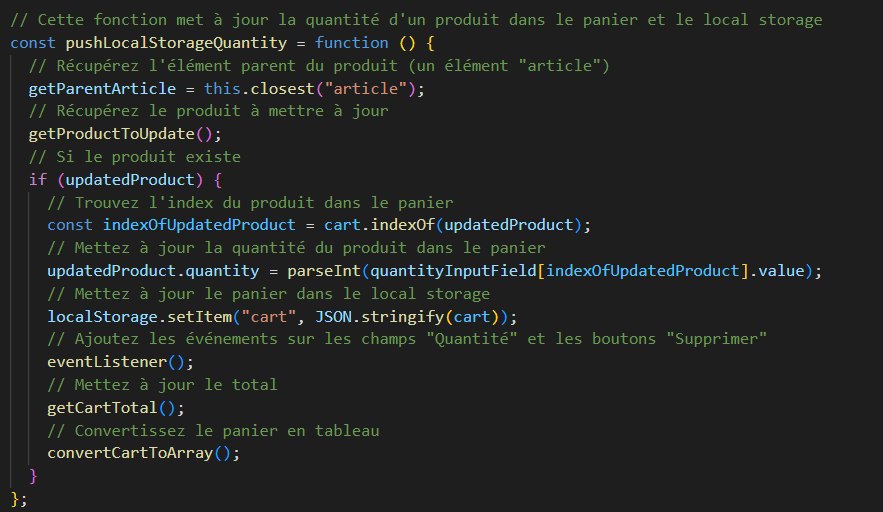 // Cette fonction met à jour la quantité d'un produit dans le panier et le local storage
const pushLocalStorageQuantity = function () {
  // Récupérez l'élément parent du produit (un élément "article")
  getParentArticle = this.closest("article");
  // Récupérez le produit à mettre à jour
  getProductToUpdate();
  // Si le produit existe
  if (updatedProduct) {
    // Trouvez l'index du produit dans le panier
    const indexOfUpdatedProduct = cart.indexOf(updatedProduct);
    // Mettez à jour la quantité du produit dans le panier
    updatedProduct.quantity = parseInt(quantityInputField[indexOfUpdatedProduct].value);
    // Mettez à jour le panier dans le local storage
    localStorage.setItem("cart", JSON.stringify(cart));
    // Ajoutez les événements sur les champs "Quantité" et les boutons "Supprimer"
    eventListener();
    // Mettez à jour le total
    getCartTotal();
    // Convertissez le panier en tableau
    convertCartToArray();
  }
};